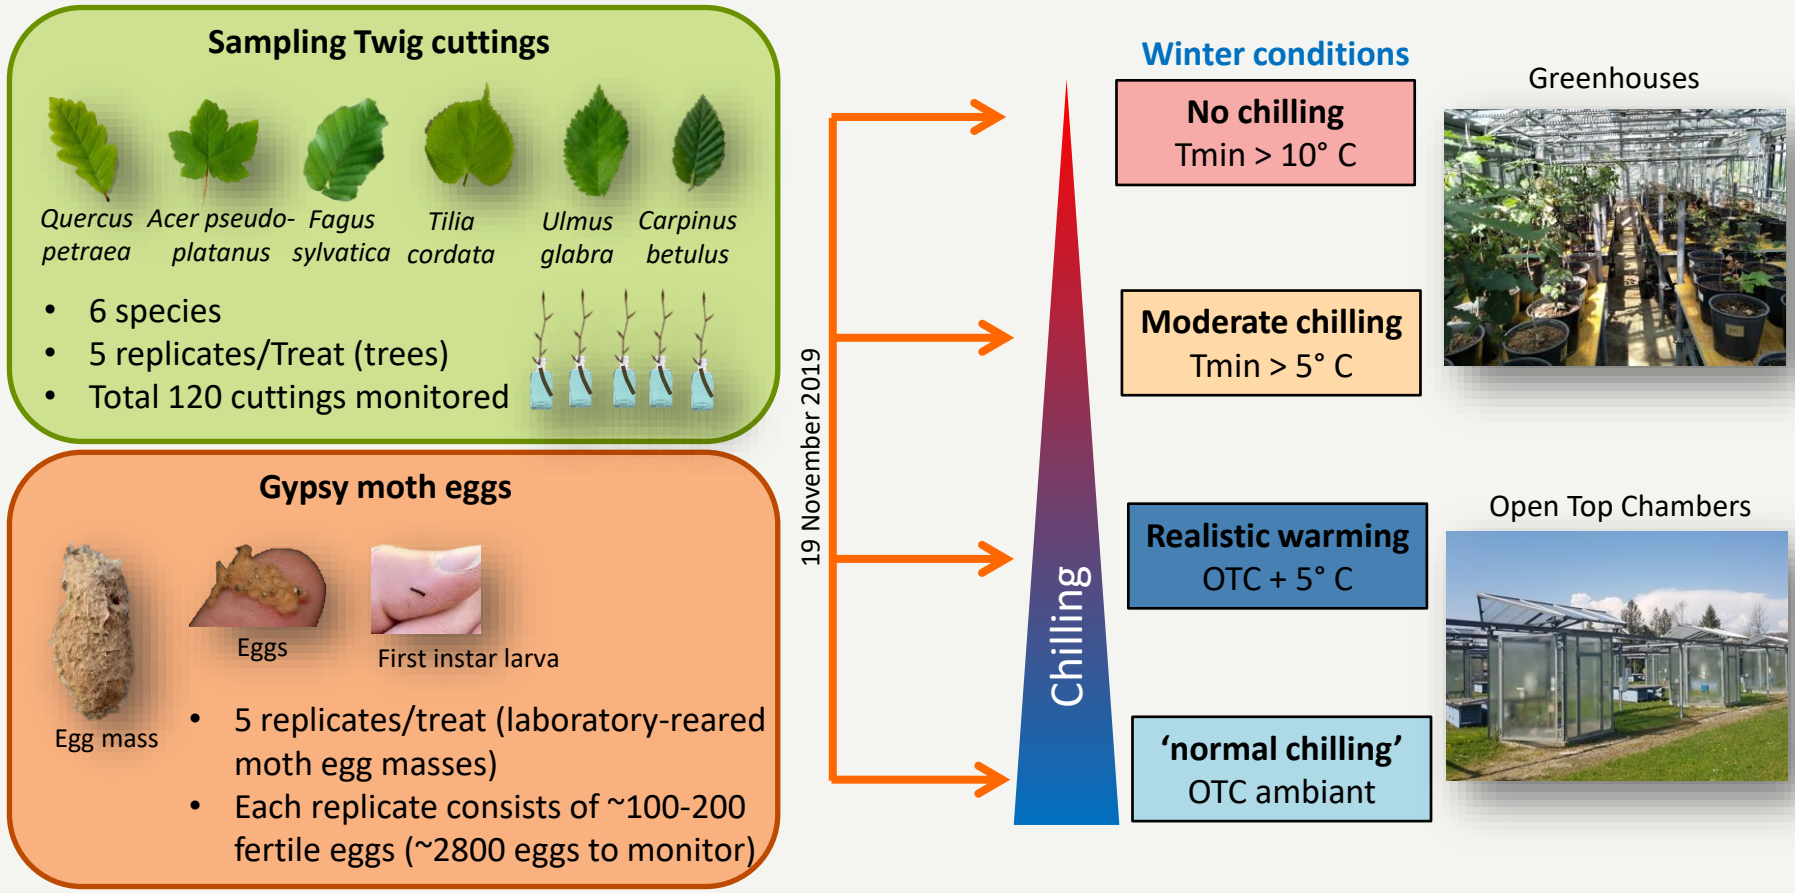 Sampling Twig cuttings
Quercus
petraea
Acer pseudo-
platanus
Fagus
sylvatica
Tilia
cordata
Ulmus
glabra
Carpinus
betulus
• 6 species
• 5 replicates/Treat (trees)
• Total 120 cuttings monitored
Gypsy moth eggs
Egg mass
Eggs
First instar larva
• 5 replicates/treat (laboratory-reared
moth egg masses)
• Each replicate consists of ~100-200
fertile eggs (~2800 eggs to monitor)
19 November 2019
Chilling
Winter conditions
No chilling
Tmin > 10° C
Moderate chilling
Tmin > 5° C
Realistic warming
OTC + 5° C
‘normal chilling’
OTC ambiant
Greenhouses
Open Top Chambers